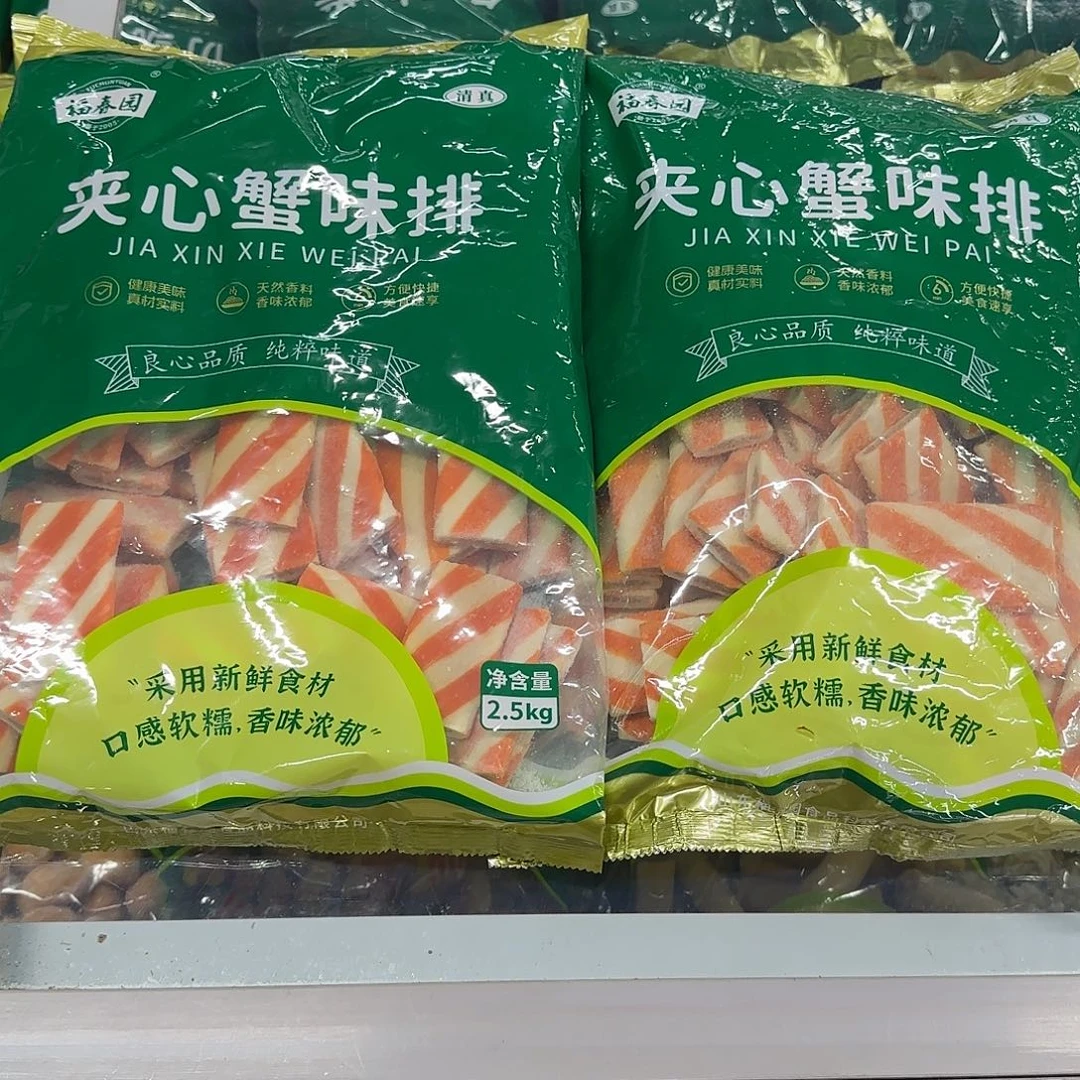 福春园
清真
夹心蟹味排
JIA XIN XIE WEI PAI
健康美味
真材实料
天然香料
香味浓郁
方便快捷
美食速享
良心品质 纯粹味道
“采用新鲜食材
口感软糯,香味浓郁”
净含量
2.5kg
福春园
夹心蟹味排
JIA XIN XIE WEI PAI
健康美味
真材实料
天然香料
香味浓郁
方便快捷
美食速享
良心品质 纯粹味道
“采用新鲜食材
口感软糯,香味浓郁”